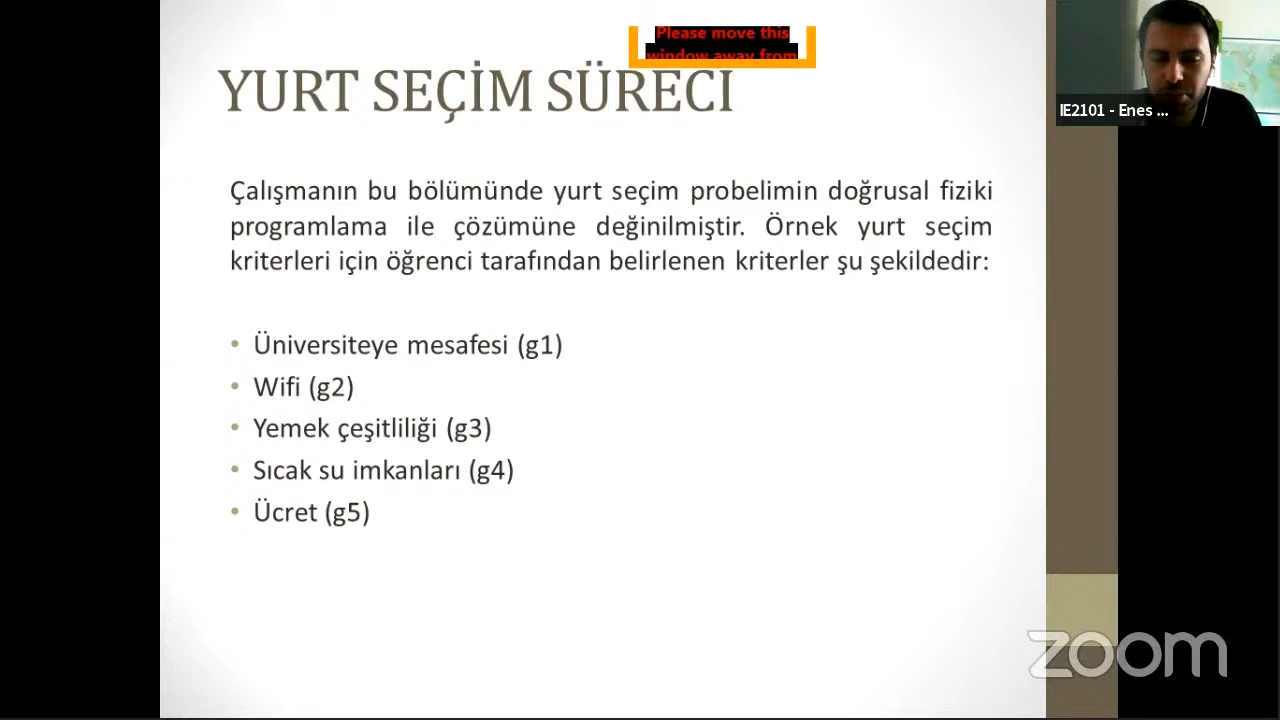 Please move this
window away from
YURT SEÇİM SÜRECİ
IE2101 - Enes ...
Çalışmanın bu bölümünde yurt seçim probelimin doğrusal fiziki
programlama ile çözümüne değinilmiştir. Örnek yurt seçim
kriterleri için öğrenci tarafından belirlenen kriterler şu şekildedir:
• Üniversiteye mesafesi (g1)
• Wifi (g2)
• Yemek çeşitliliği (g3)
• Sıcak su imkanları (g4)
• Ücret (g5)
zoom